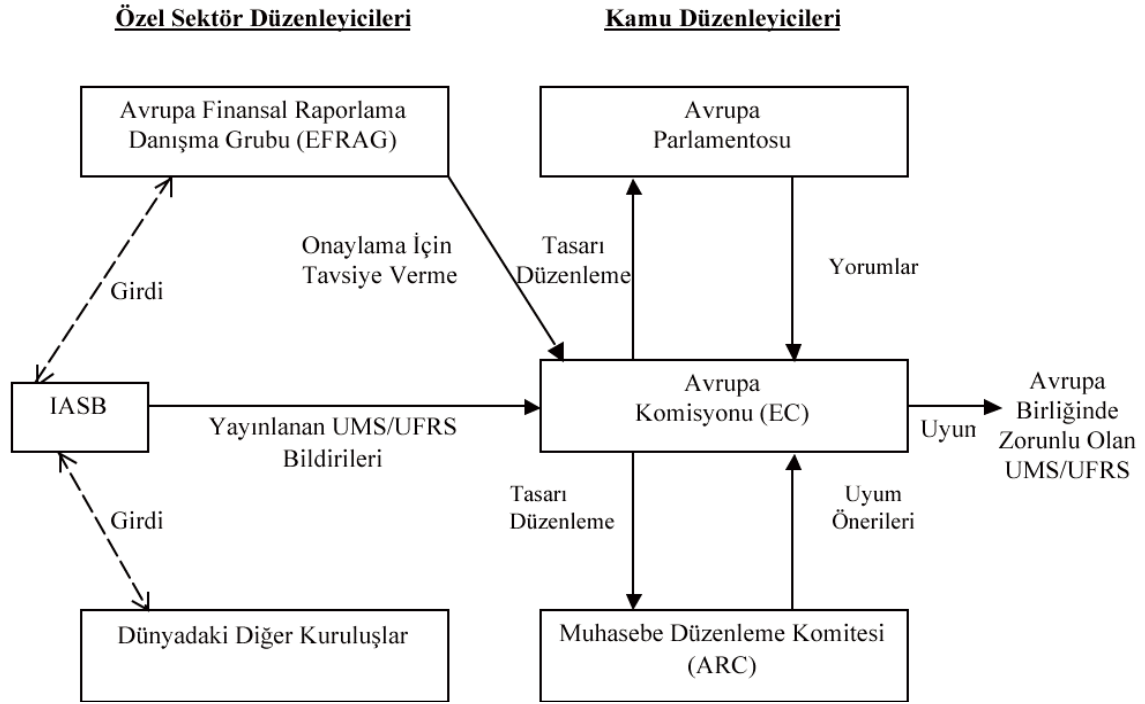 Özel Sektör Düzenleyicileri
Kamu Düzenleyicileri
Avrupa Finansal Raporlama
Danışma Grubu (EFRAG)
Avrupa
Parlamentosu
Onaylama İçin
Tavsiye Verme
Tasarı
Düzenleme
Yorumlar
Girdi
IASB
Yayınlanan UMS/UFRS
Bildirileri
Avrupa
Komisyonu (EC)
Uyun
Avrupa
Birliğinde
Zorunlu Olan
UMS/UFRS
Girdi
Tasarı
Düzenleme
Uyum
Önerileri
Dünyadaki Diğer Kuruluşlar
Muhasebe Düzenleme Komitesi
(ARC)